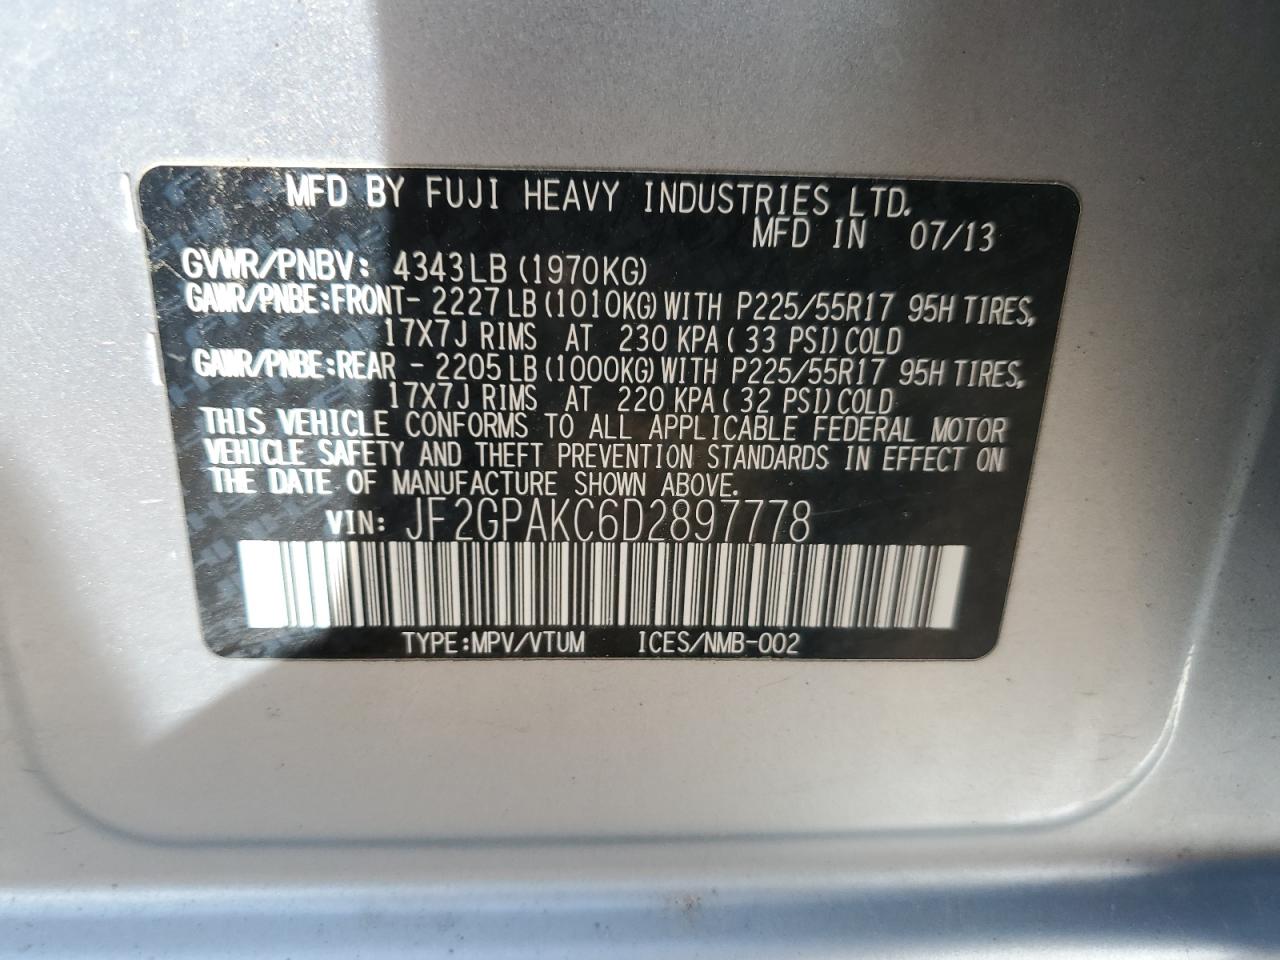 MFD BY FUJI HEAVY INDUSTRIES LTD.
MFD IN 07/13
GVWR/PNBV: 4343LB (1970KG)
GAWR/PNBE:FRONT- 2227LB (1010KG) WITH P225/55R17 95H TIRES,
17X7J RIMS AT 230 KPA ( 33 PSI) COLD
GAWR/PNBE:REAR - 2205LB (1000KG) WITH P225/55R17 95H TIRES,
17X7J RIMS AT 220 KPA ( 32 PSI) COLD
THIS VEHICLE CONFORMS TO ALL APPLICABLE FEDERAL MOTOR
VEHICLE SAFETY AND THEFT PREVENTION STANDARDS IN EFFECT ON
THE DATE OF MANUFACTURE SHOWN ABOVE.
VIN: JF2GPAKC6D2897778
TYPE:MPV/VTUM ICES/NMB-002